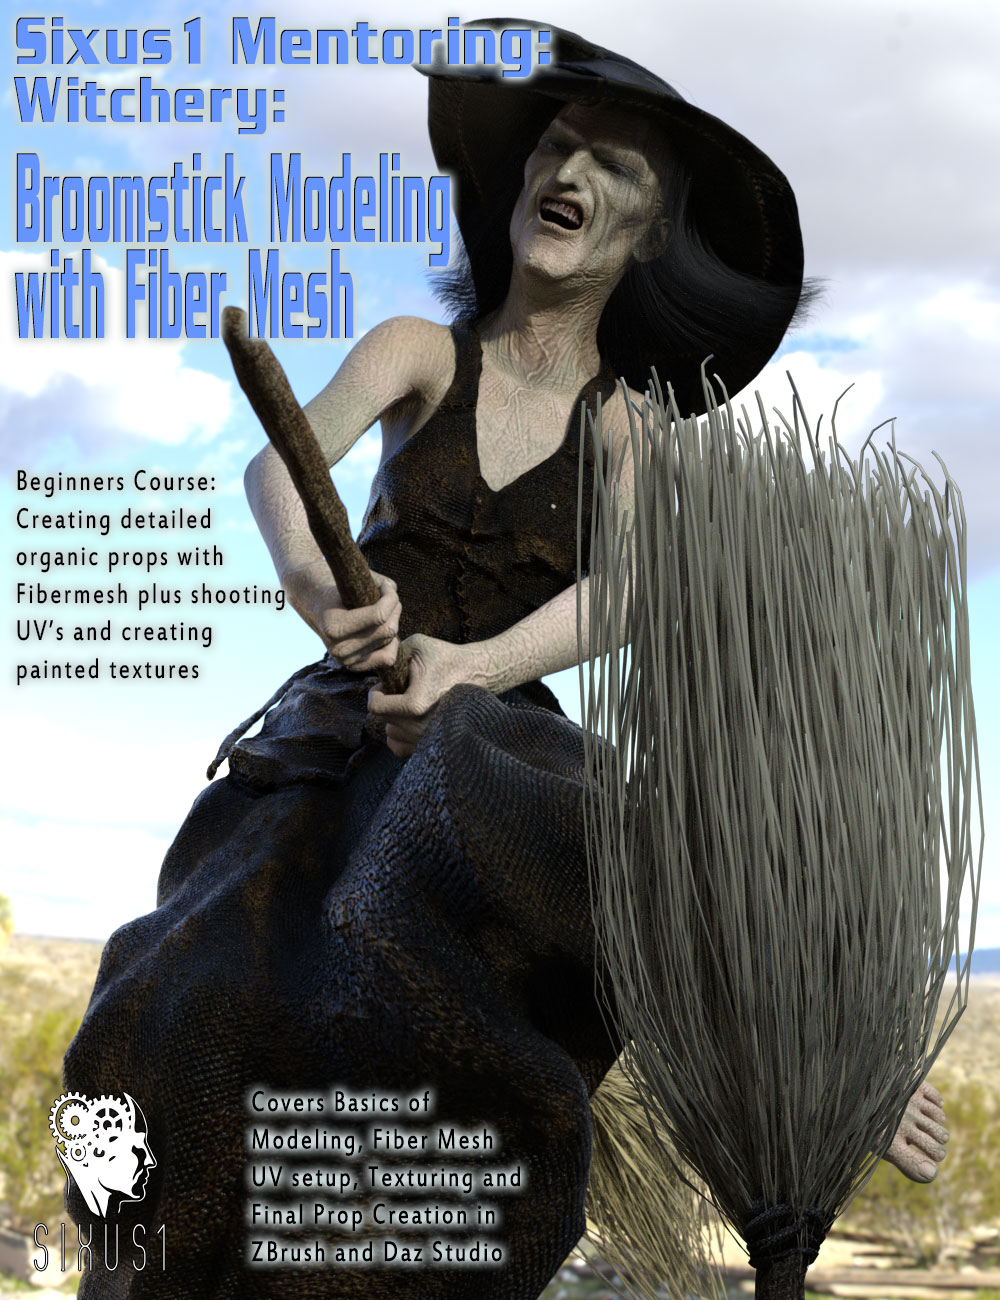 Sixus1 Mentoring:
Witchery:
Broomstick Modeling
with Fiber Mesh
Beginners Course:
Creating detailed
organic props with
Fibermesh plus shooting
UV's and creating
painted textures
Covers Basics of
Modeling, Fiber Mesh
UV setup, Texturing and
Final Prop Creation in
ZBrush and Daz Studio
SIXUS1